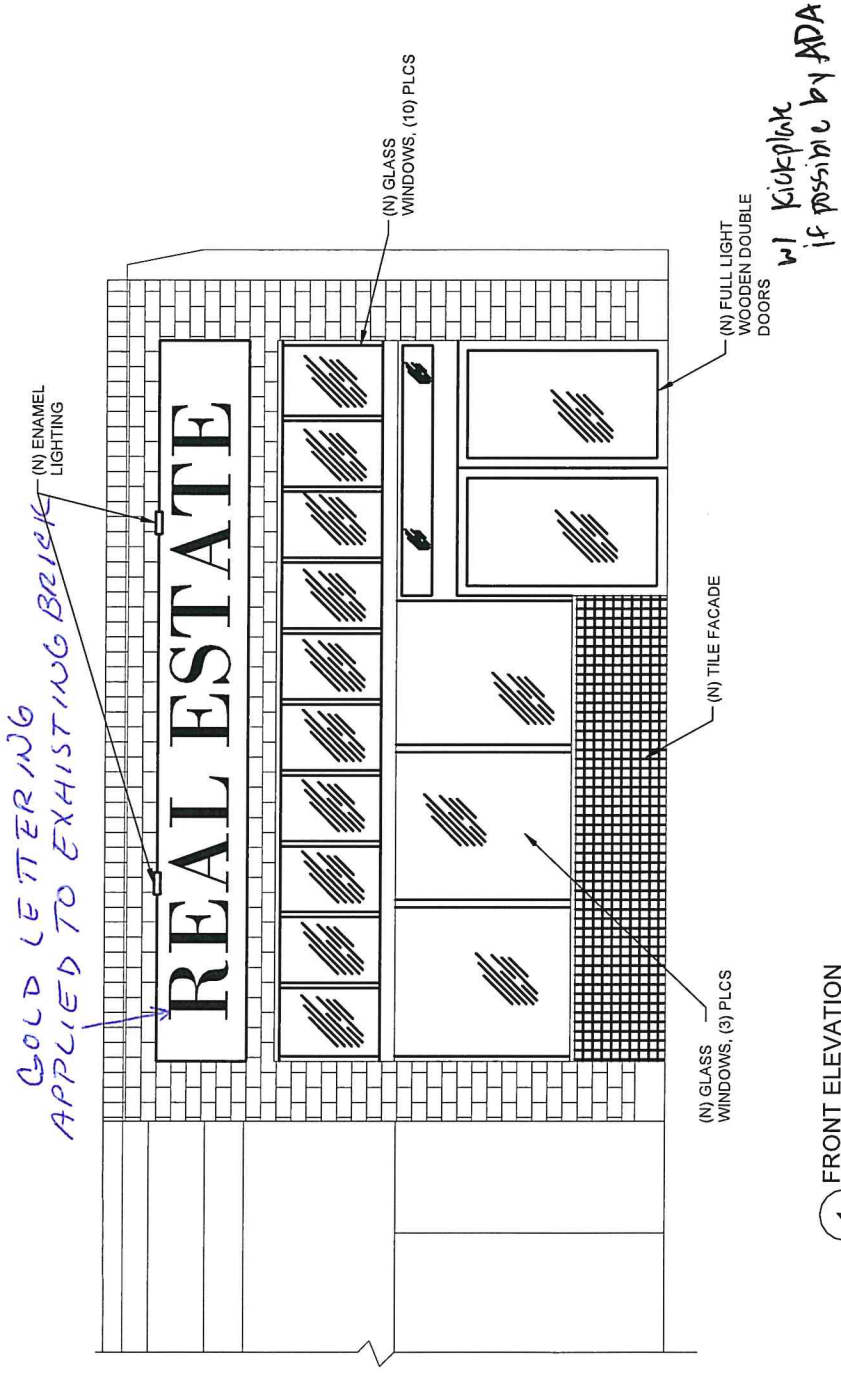 GOLD LETTERING
APPLIED TO EXHISTING BRICK
(N) ENAMEL
LIGHTING
REAL ESTATE
(N) GLASS
WINDOWS, (10) PLCS
(N) FULL LIGHT
WOODEN DOUBLE
DOORS
w/ Kickplate
if possible by ADA
(N) TILE FACADE
(N) GLASS
WINDOWS, (3) PLCS
FRONT ELEVATION